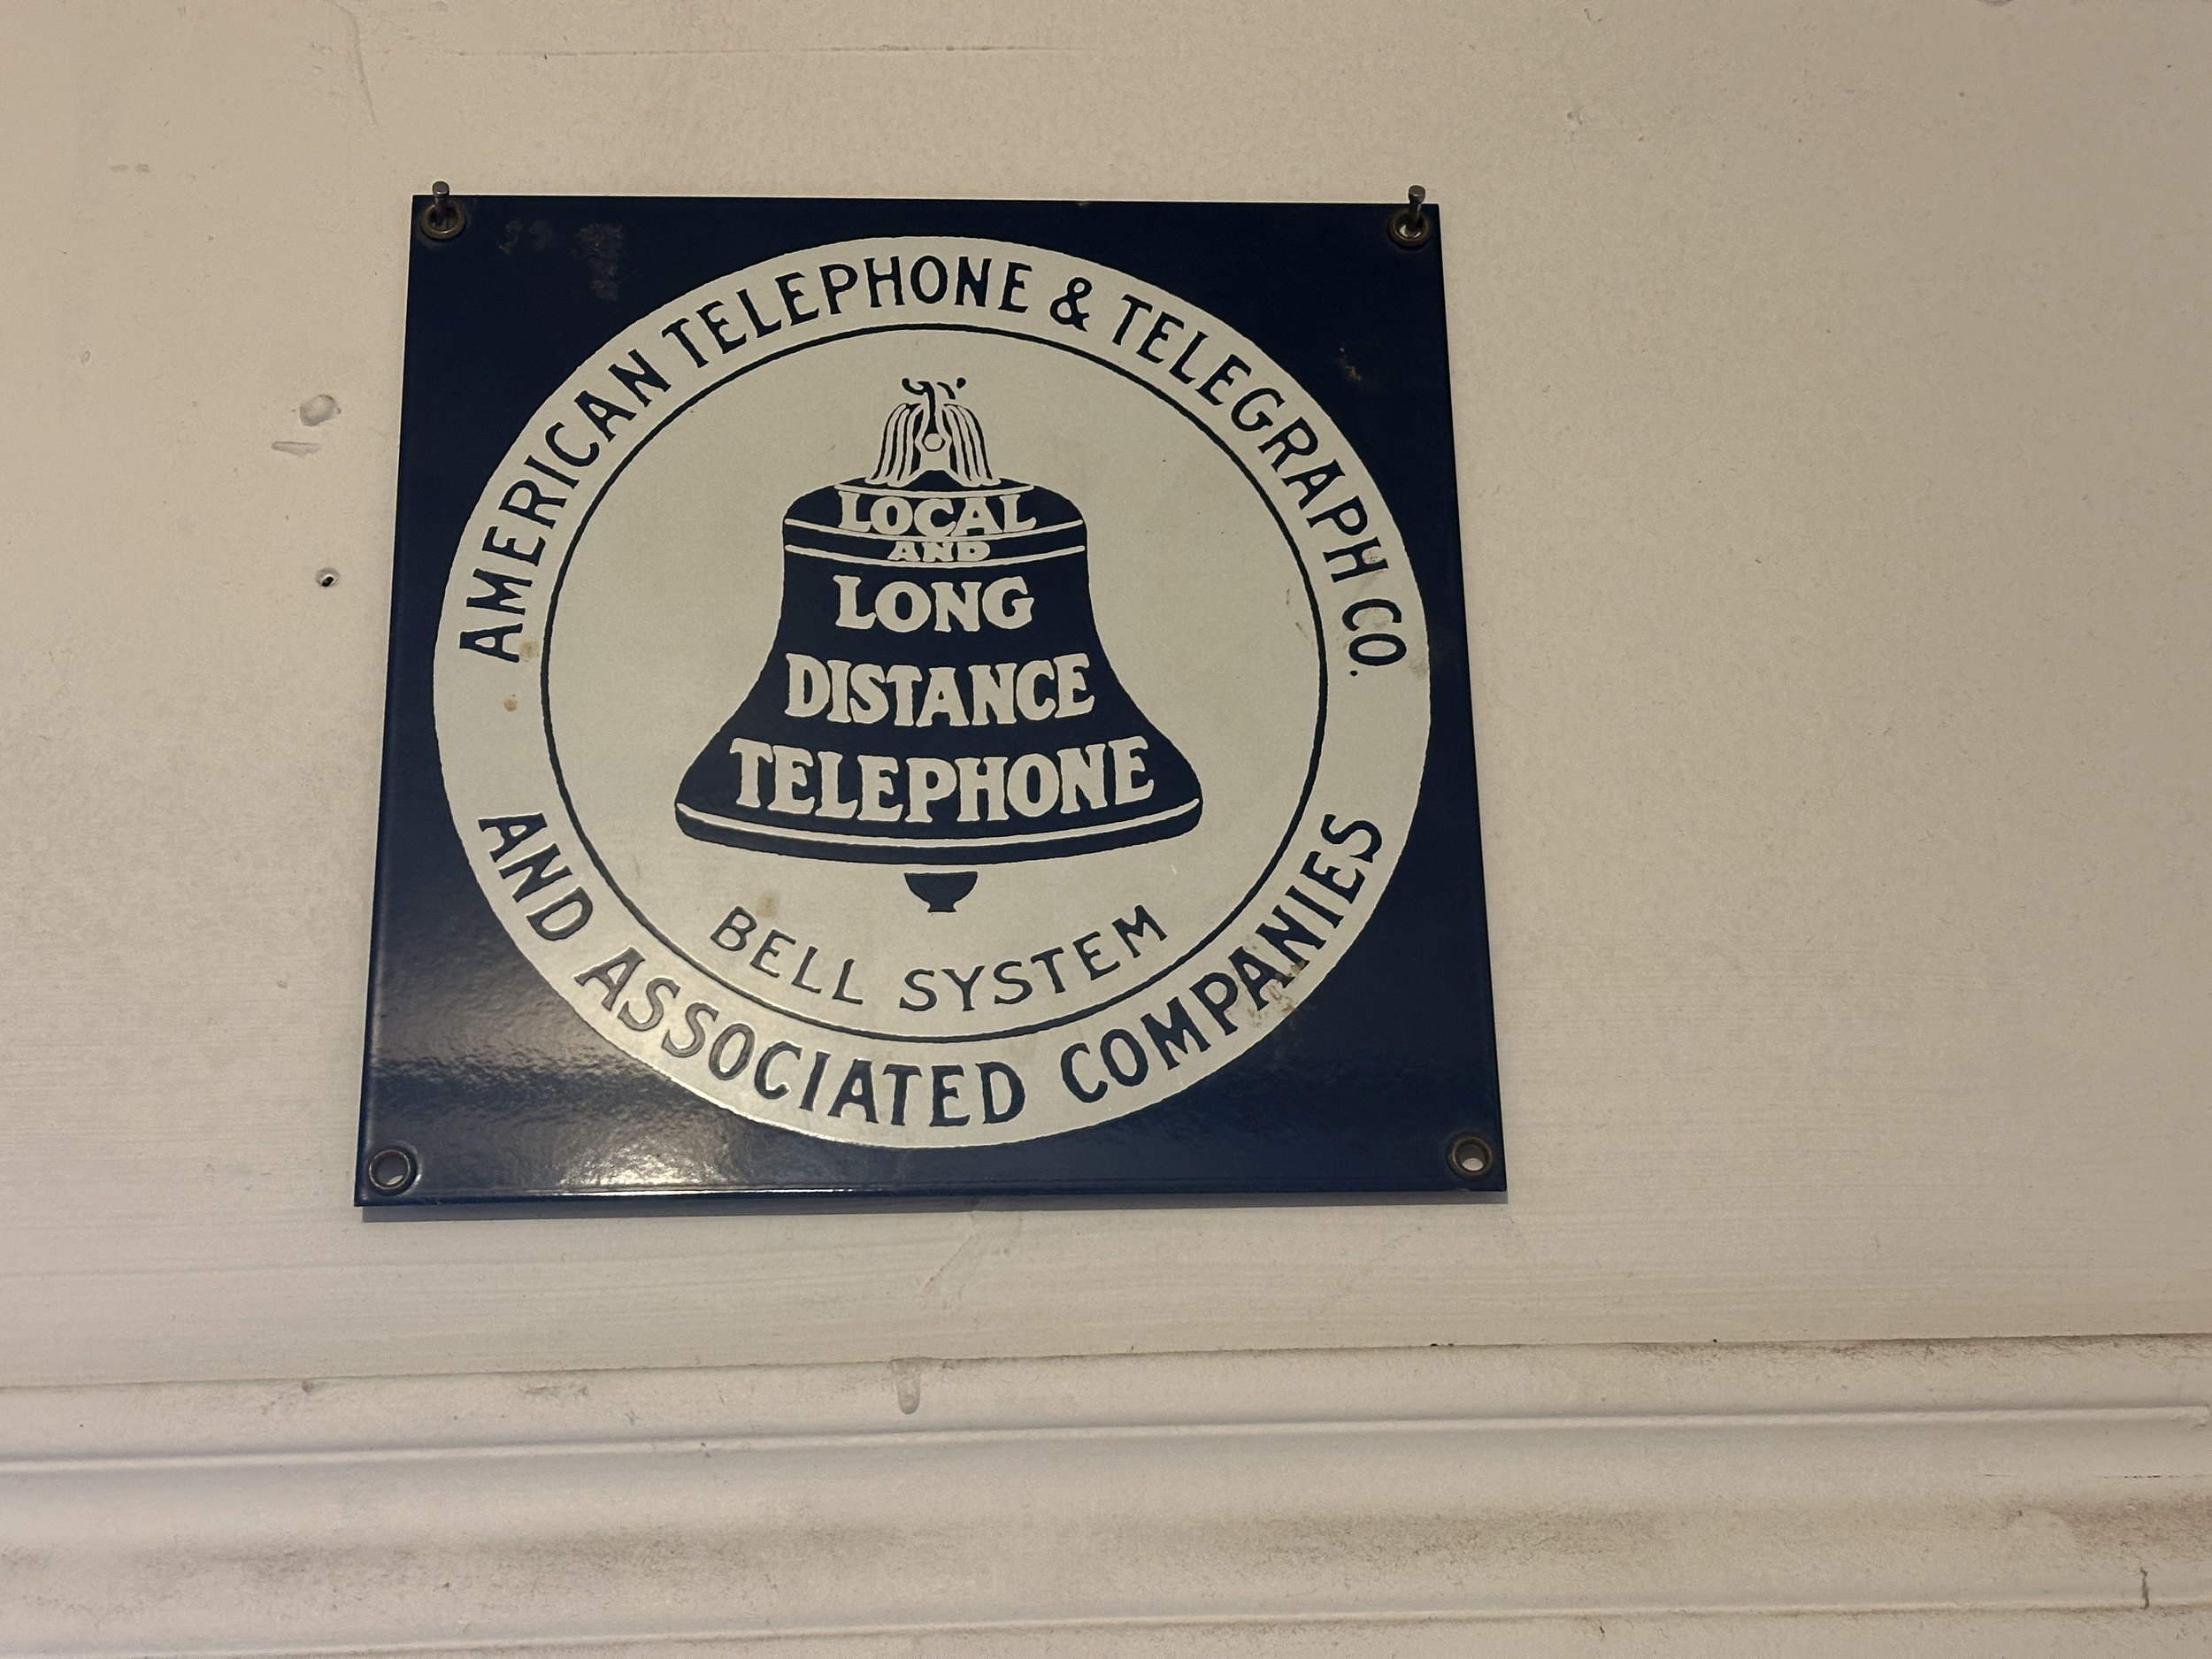 AMERICAN TELEPHONE & TELEGRAPH CO.
LOCAL
AND
LONG
DISTANCE
TELEPHONE
BELL SYSTEM
AND ASSOCIATED COMPANIES